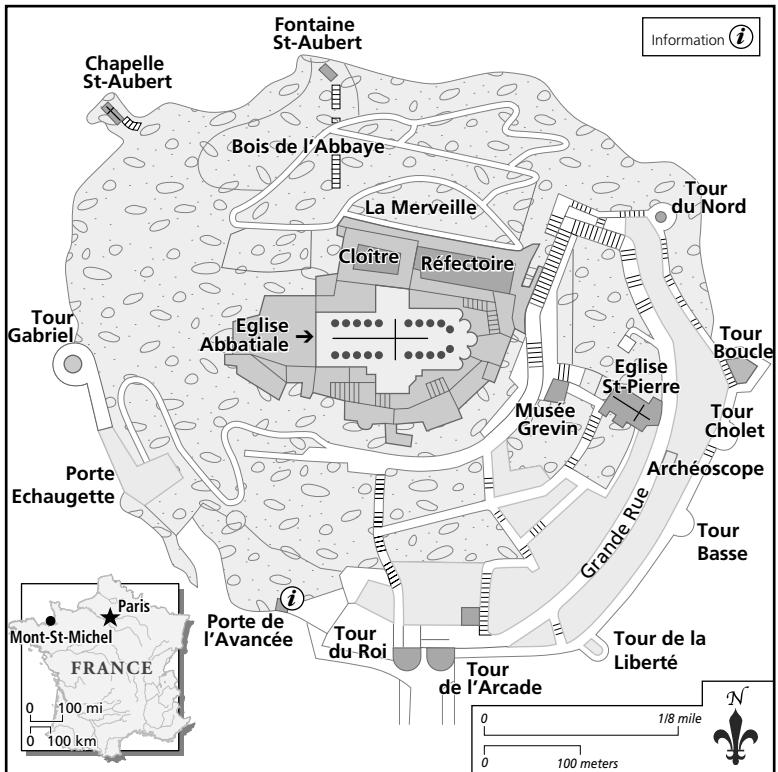 Fontaine
St-Aubert
Information i
Chapelle
St-Aubert
Bois de l'Abbaye
La Merveille
Tour
du Nord
Cloître
Réfectoire
Tour
Gabriel
Eglise
Abbatiale
Tour
Boucle
Eglise
St-Pierre
Musée
Grevin
Tour
Cholet
Archéoscope
Porte
Echaugette
Grande Rue
Tour
Basse
i
Porte de
l'Avancée
Tour
du Roi
Tour de la
Liberté
Tour
de l'Arcade
Paris
Mont-St-Michel
FRANCE
0 100 mi
0 100 km
N
0 1/8 mile
0 100 meters